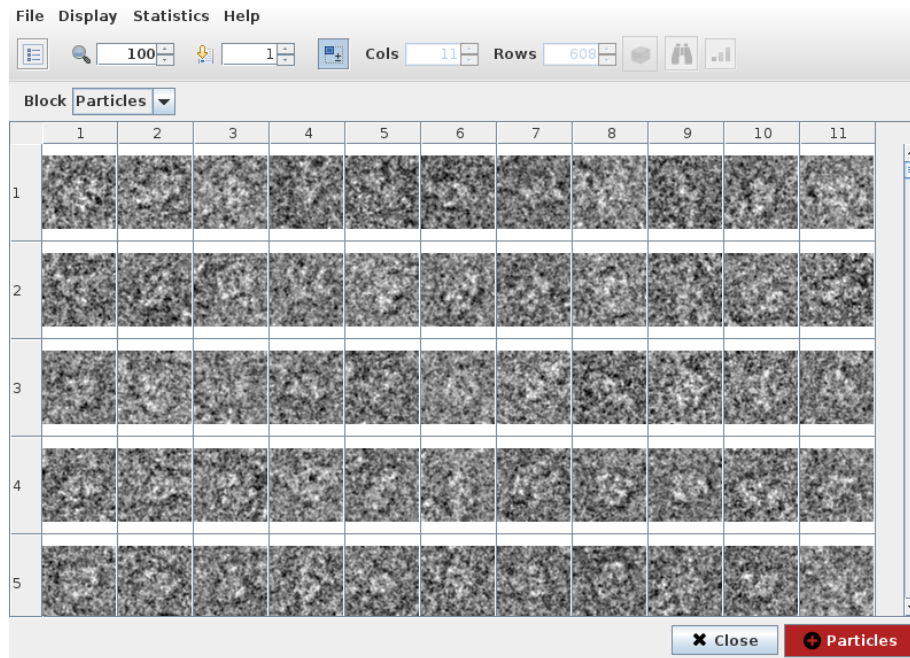 File Display Statistics Help
100 1 Cols 11 Rows 608
Block Particles
1 2 3 4 5 6 7 8 9 10 11
1
2
3
4
5
Close Particles